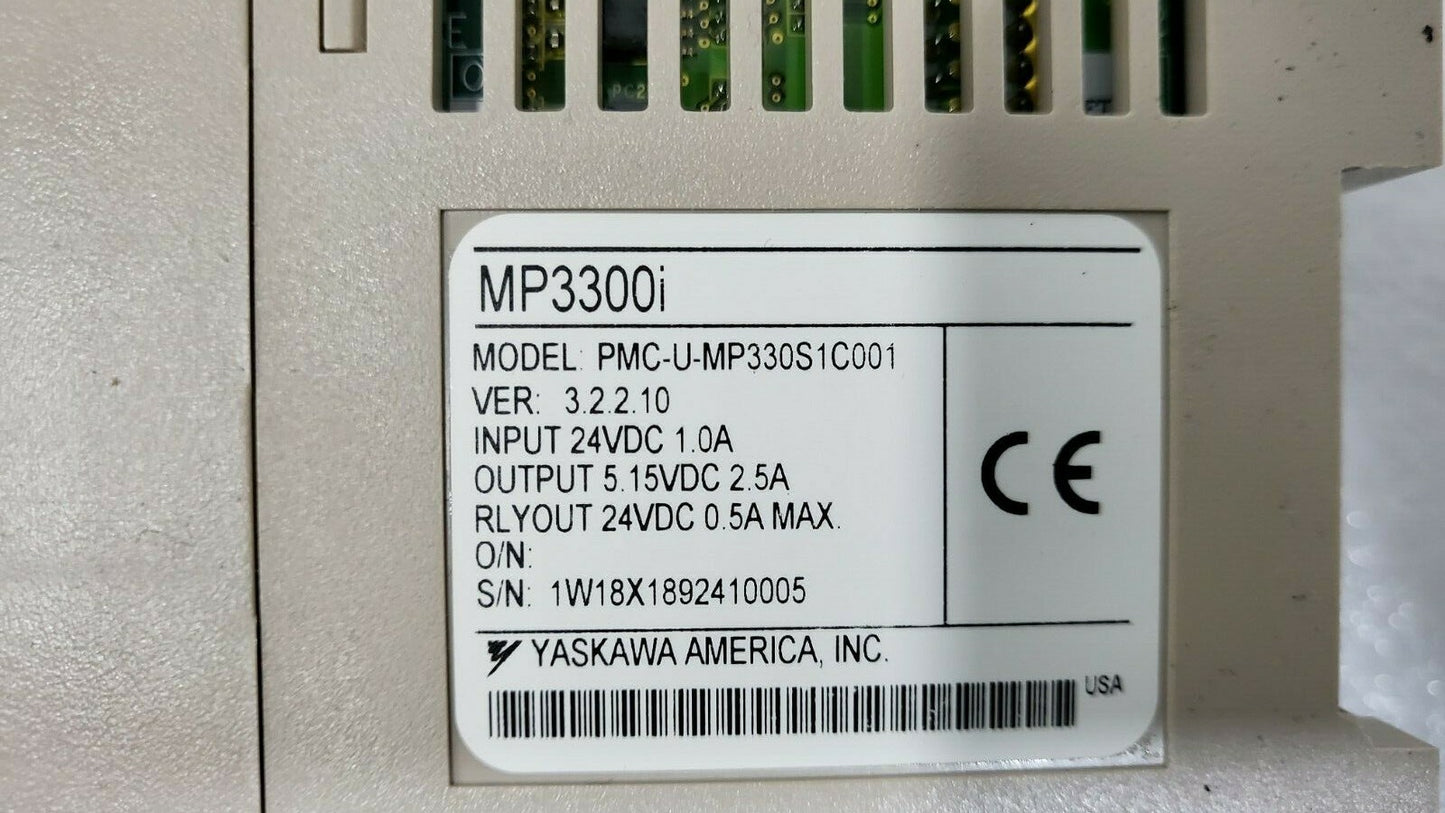 E
O
PC2
MP3300i
MODEL: PMC-U-MP330S1C001
VER: 3.2.2.10
INPUT 24VDC 1.0A
OUTPUT 5.15VDC 2.5A
RLYOUT 24VDC 0.5A MAX.
O/N:
S/N: 1W18X1892410005
CE
YASKAWA AMERICA, INC.
USA